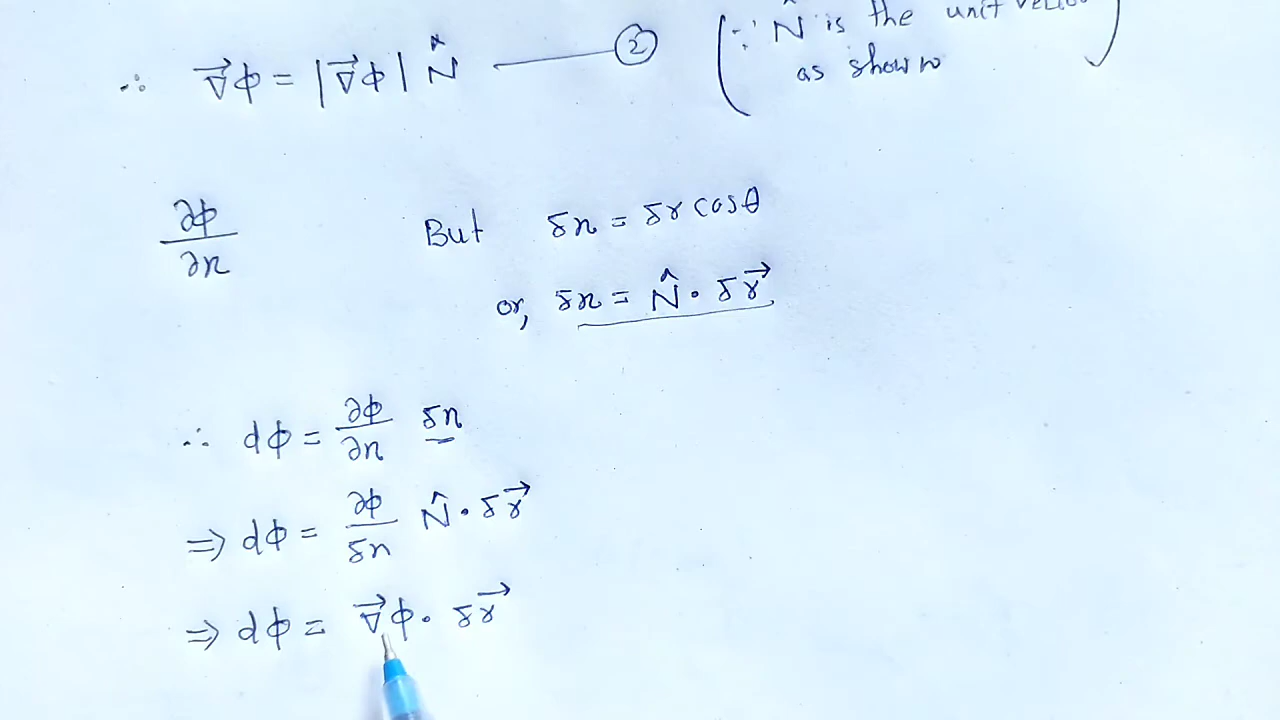 ∴ ∇⃗ϕ = |∇⃗ϕ| N̂ —— ② (∵ N̂ is the unit
as shown)
∂ϕ/∂n But δn = δr cosθ
or, δn = N̂ · δr⃗
∴ dϕ = ∂ϕ/∂n δn
⇒ dϕ = ∂ϕ/δn N̂ · δr⃗
⇒ dϕ = ∇⃗ϕ · δr⃗